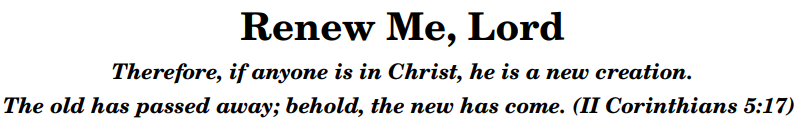 Renew Me, Lord
Therefore, if anyone is in Christ, he is a new creation.
The old has passed away; behold, the new has come. (II Corinthians 5:17)